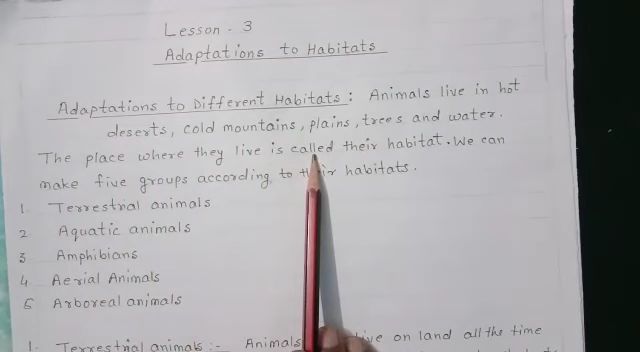 Lesson - 3
Adaptations to Habitats
Adaptations to Different Habitats: Animals live in hot
deserts, cold mountains, plains, trees and water.
The place where they live is called their habitat. We can
make five groups according to their habitats.
1. Terrestrial animals
2 Aquatic animals
3 Amphibians
4 Aerial Animals
5 Arboreal animals
1. Terrestrial animals :- Animals live on land all the time